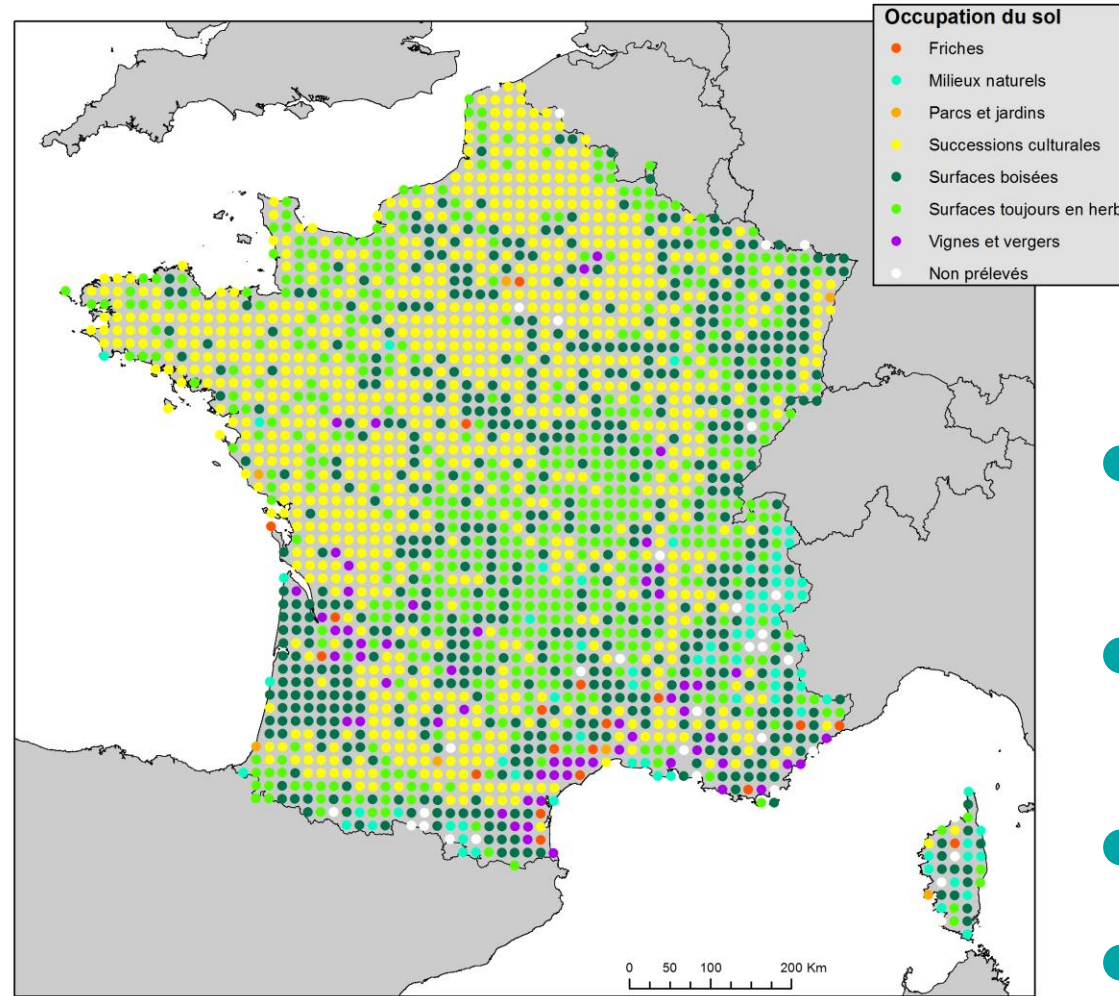 Occupation du sol
Friches
Milieux naturels
Parcs et jardins
Successions culturales
Surfaces boisées
Surfaces toujours en herb
Vignes et vergers
Non prélevés
0 50 100 200 Km